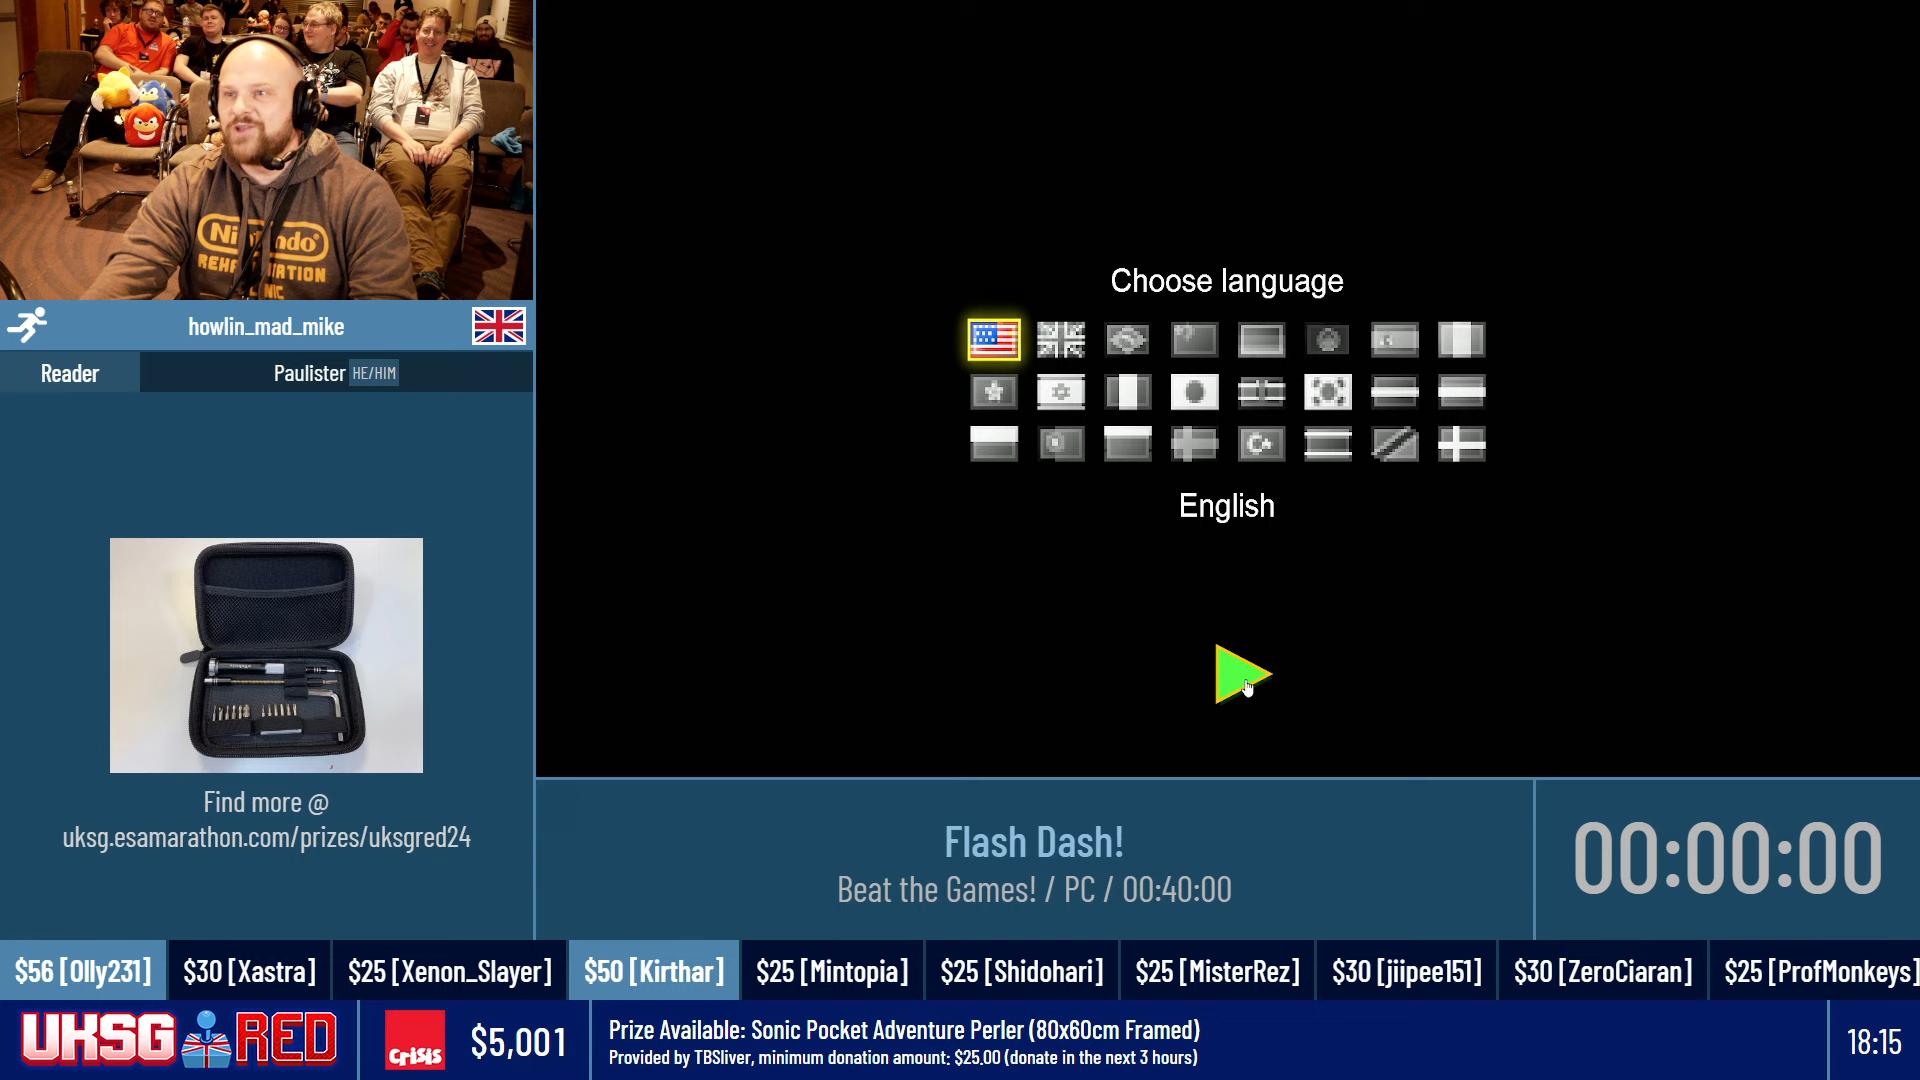 Nintendo
howlin_mad_mike
Reader
Paulister HE/HIM
Find more @
uksg.esamarathon.com/prizes/uksgred24
Choose language
English
Flash Dash!
Beat the Games! / PC / 00:40:00
00:00:00
$56 [Olly231] $30 [Xastra] $25 [Xenon_Slayer] $50 [Kirthar] $25 [Mintopia] $25 [Shidohari] $25 [MisterRez] $30 [jiipee151] $30 [ZeroCiaran] $25 [ProfMonkeys]
UKSG RED
CRISIS
$5,001
Prize Available: Sonic Pocket Adventure Perler (80x60cm Framed)
Provided by TBSliver, minimum donation amount: $25.00 (donate in the next 3 hours)
18:15